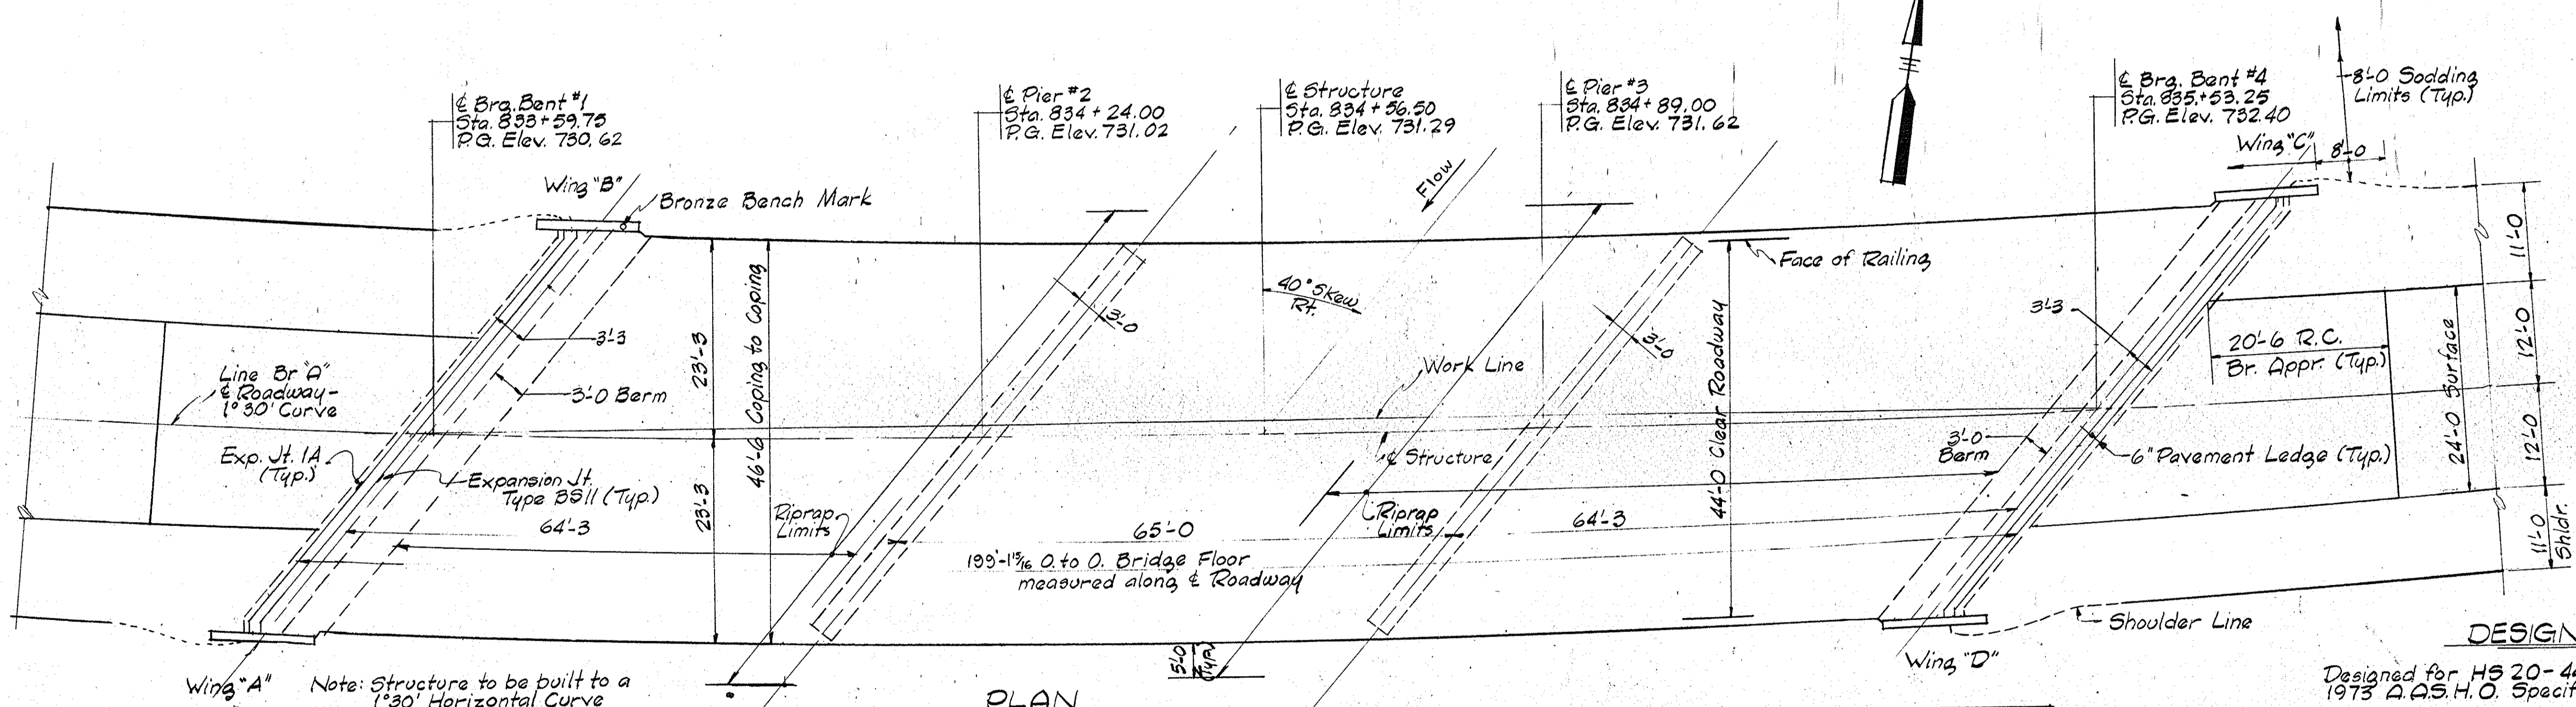 ℄ Brg. Bent #1
Sta. 833+59.75
P.G. Elev. 730.62
℄ Pier #2
Sta. 834+24.00
P.G. Elev. 731.02
℄ Structure
Sta. 834+56.50
P.G. Elev. 731.29
℄ Pier #3
Sta. 834+89.00
P.G. Elev. 731.62
℄ Brg. Bent #4
Sta. 835+53.25
P.G. Elev. 732.40
8'-0 Sodding
Limits (Typ.)
Wing "B"
Bronze Bench Mark
Flow
Wing "C"
8'-0
11'-0
Face of Railing
40° Skew
Rt.
3'-3
3'-0
3'-0
3'-3
23'-3
46'-6 Coping to Coping
44'-0 Clear Roadway
20'-6 R.C.
Br. Appr. (Typ.)
24'-0 Surface
12'-0
Line Br "A"
℄ Roadway-
1°30' Curve
3'-0 Berm
Work Line
℄ Structure
3'-0
Berm
6" Pavement Ledge (Typ.)
12'-0
Exp. Jt. 1A
(Typ.)
Expansion Jt.
Type BS11 (Typ.)
64'-3
23'-3
Riprap
Limits
65'-0
Riprap
Limits
64'-3
199'-1 15/16 O. to O. Bridge Floor
measured along ℄ Roadway
11'-0
Shldr.
5'-0
(Typ.)
Shoulder Line
Wing "A"
Wing "D"
Note: Structure to be built to a
1°30' Horizontal Curve
PLAN
DESIGN
Designed for HS 20-4
1973 A.A.S.H.O. Specif